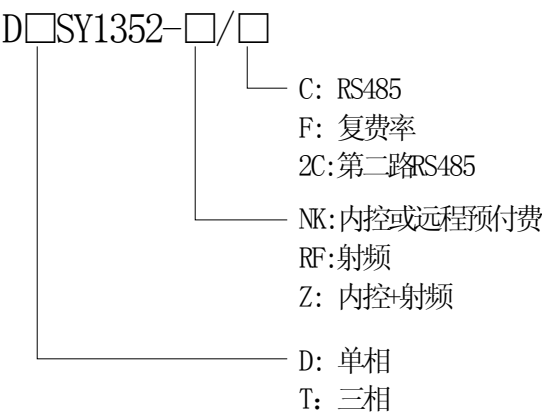 D□SY1352-□/□
C: RS485
F: 复费率
2C:第二路RS485
NK:内控或远程预付费
RF:射频
Z: 内控+射频
D: 单相
T: 三相